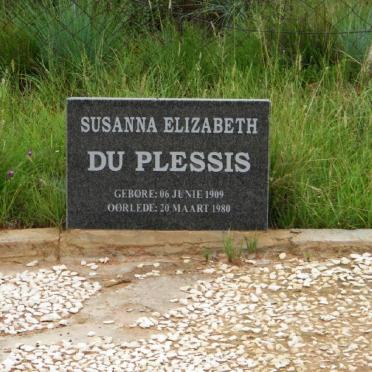 SUSANNA ELIZABETH
DU PLESSIS
GEBORE: 06 JUNIE 1909
OORLEDE: 20 MAART 1980